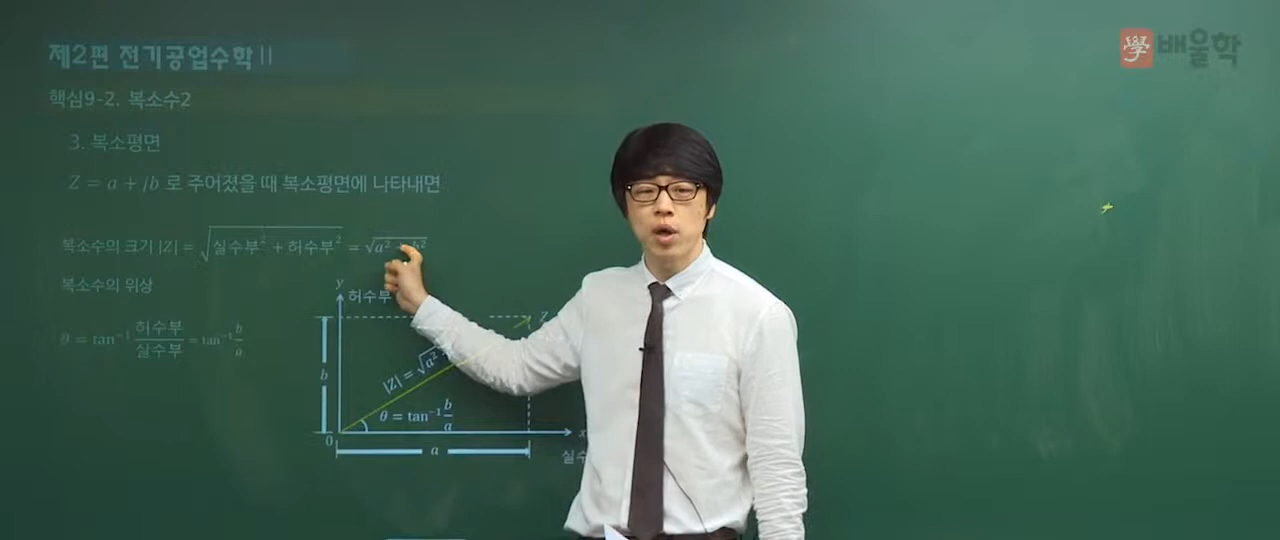 제2편 전기공업수학 II
學 배울학
핵심9-2. 복소수2
3. 복소평면
Z = a + jb 로 주어졌을 때 복소평면에 나타내면
복소수의 크기 |Z| = √실수부² + 허수부² = √a² + b²
복소수의 위상
θ = tan⁻¹ 허수부/실수부 = tan⁻¹ b/a
y
허수부
Z
b
|Z| = √a²
θ = tan⁻¹ b/a
0
x
a
실수